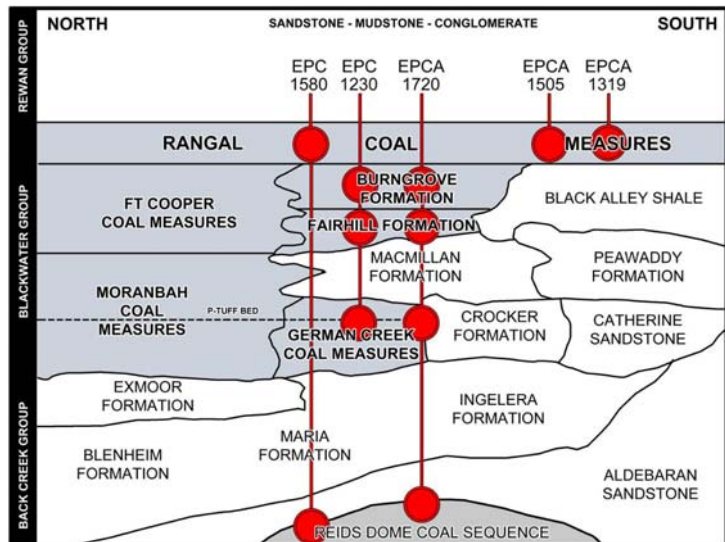 NORTH
SANDSTONE - MUDSTONE - CONGLOMERATE
SOUTH
REWAN GROUP
EPC
1580
EPC
1230
EPCA
1720
EPCA
1505
EPCA
1319
RANGAL COAL MEASURES
BLACKWATER GROUP
FT COOPER
COAL MEASURES
BURNGROVE
FORMATION
BLACK ALLEY SHALE
FAIRHILL FORMATION
MACMILLAN
FORMATION
PEAWADDY
FORMATION
MORANBAH
COAL
MEASURES
P-TUFF BED
GERMAN CREEK
COAL MEASURES
CROCKER
FORMATION
CATHERINE
SANDSTONE
BACK CREEK GROUP
EXMOOR
FORMATION
INGELERA
FORMATION
MARIA
FORMATION
BLENHEIM
FORMATION
ALDEBARAN
SANDSTONE
REIDS DOME COAL SEQUENCE